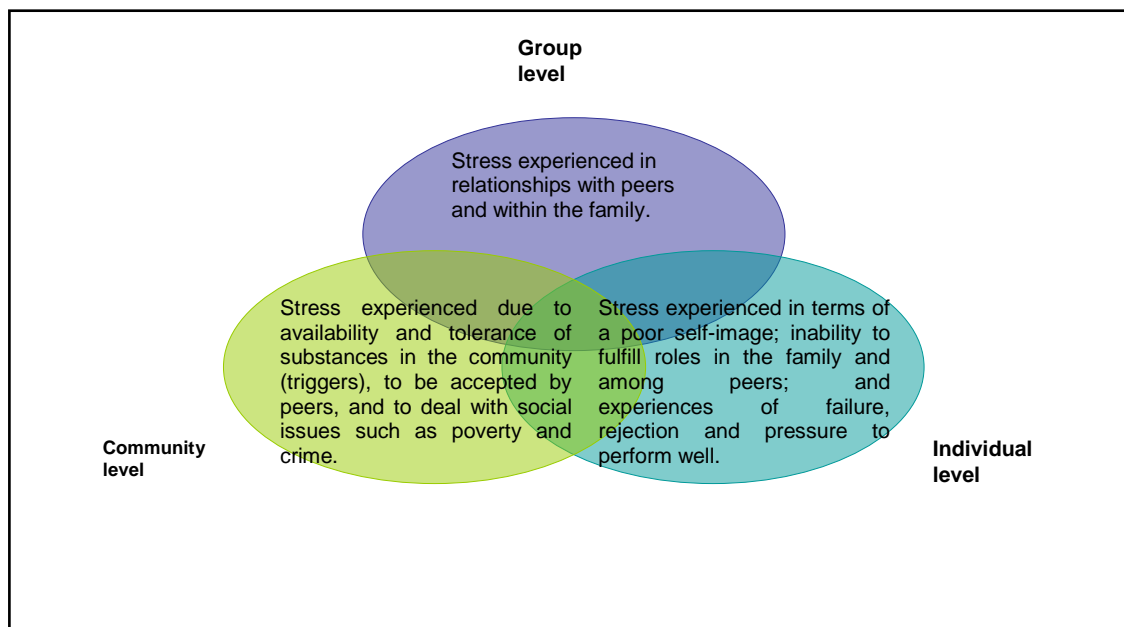 Group
level
Stress experienced in
relationships with peers
and within the family.
Stress experienced due to
availability and tolerance of
substances in the community
(triggers), to be accepted by
peers, and to deal with social
issues such as poverty and
crime.
Stress experienced in terms of
a poor self-image; inability to
fulfill roles in the family and
among peers; and
experiences of failure,
rejection and pressure to
perform well.
Community
level
Individual
level